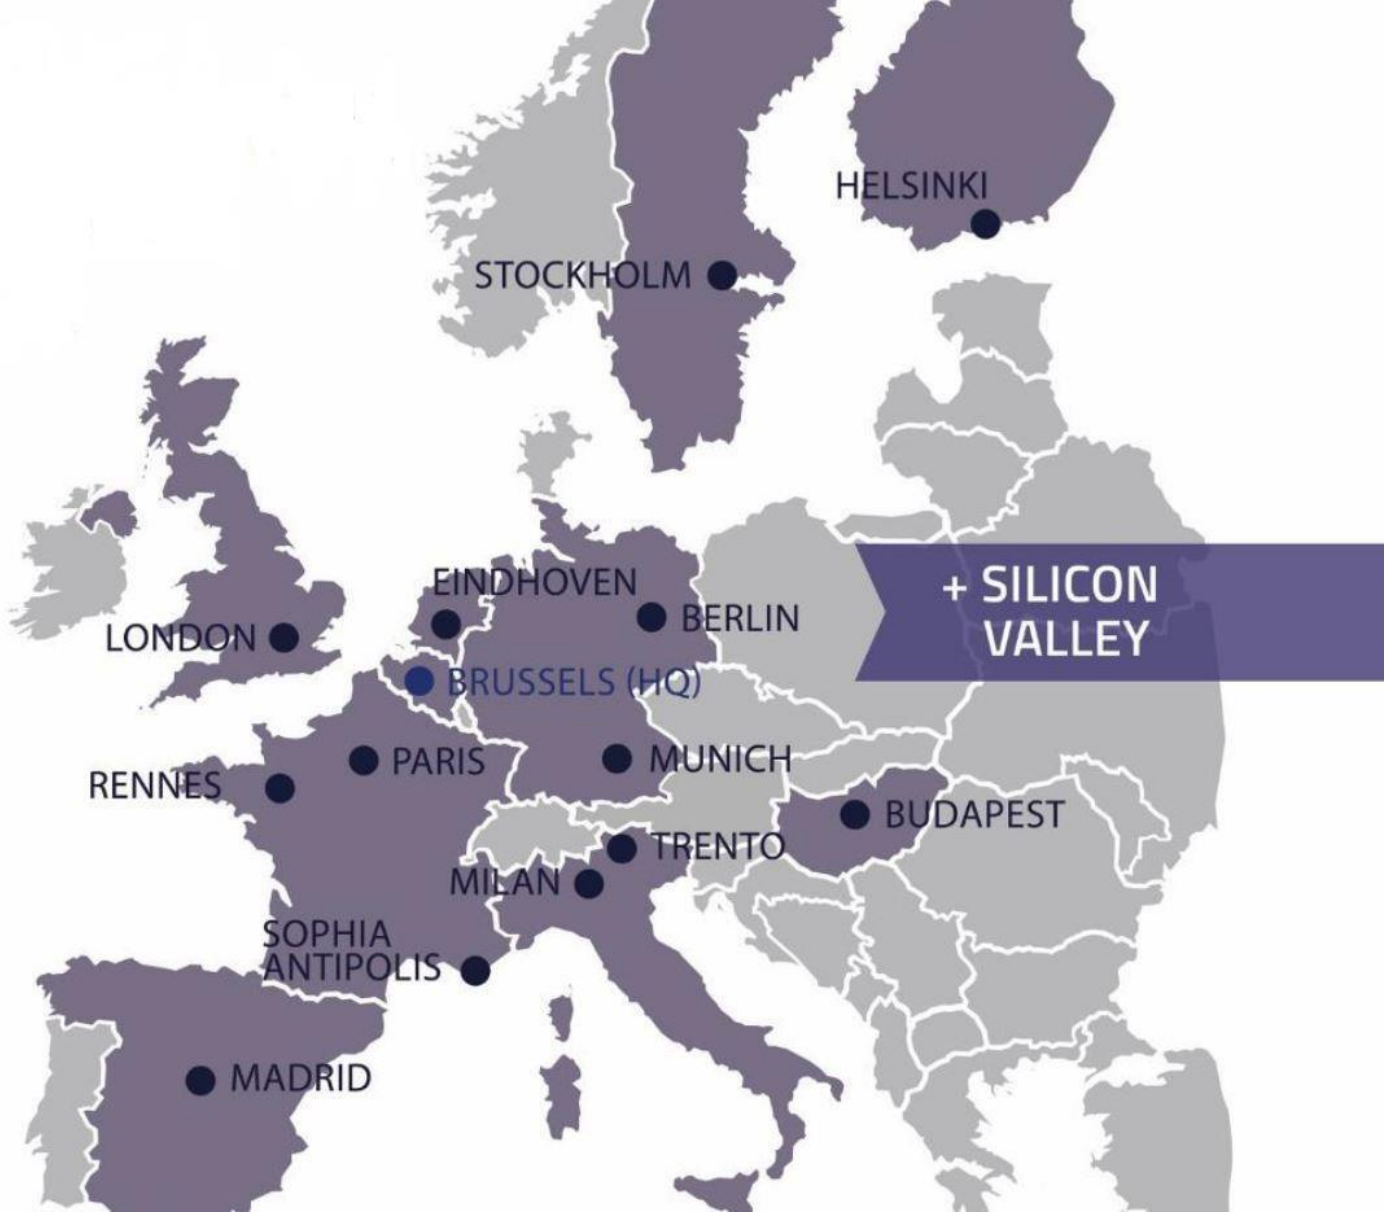 HELSINKI
STOCKHOLM
EINDHOVEN
+ SILICON
VALLEY
BERLIN
LONDON
BRUSSELS (HQ)
PARIS
MUNICH
RENNES
BUDAPEST
TRENTO
MILAN
SOPHIA
ANTIPOLIS
MADRID